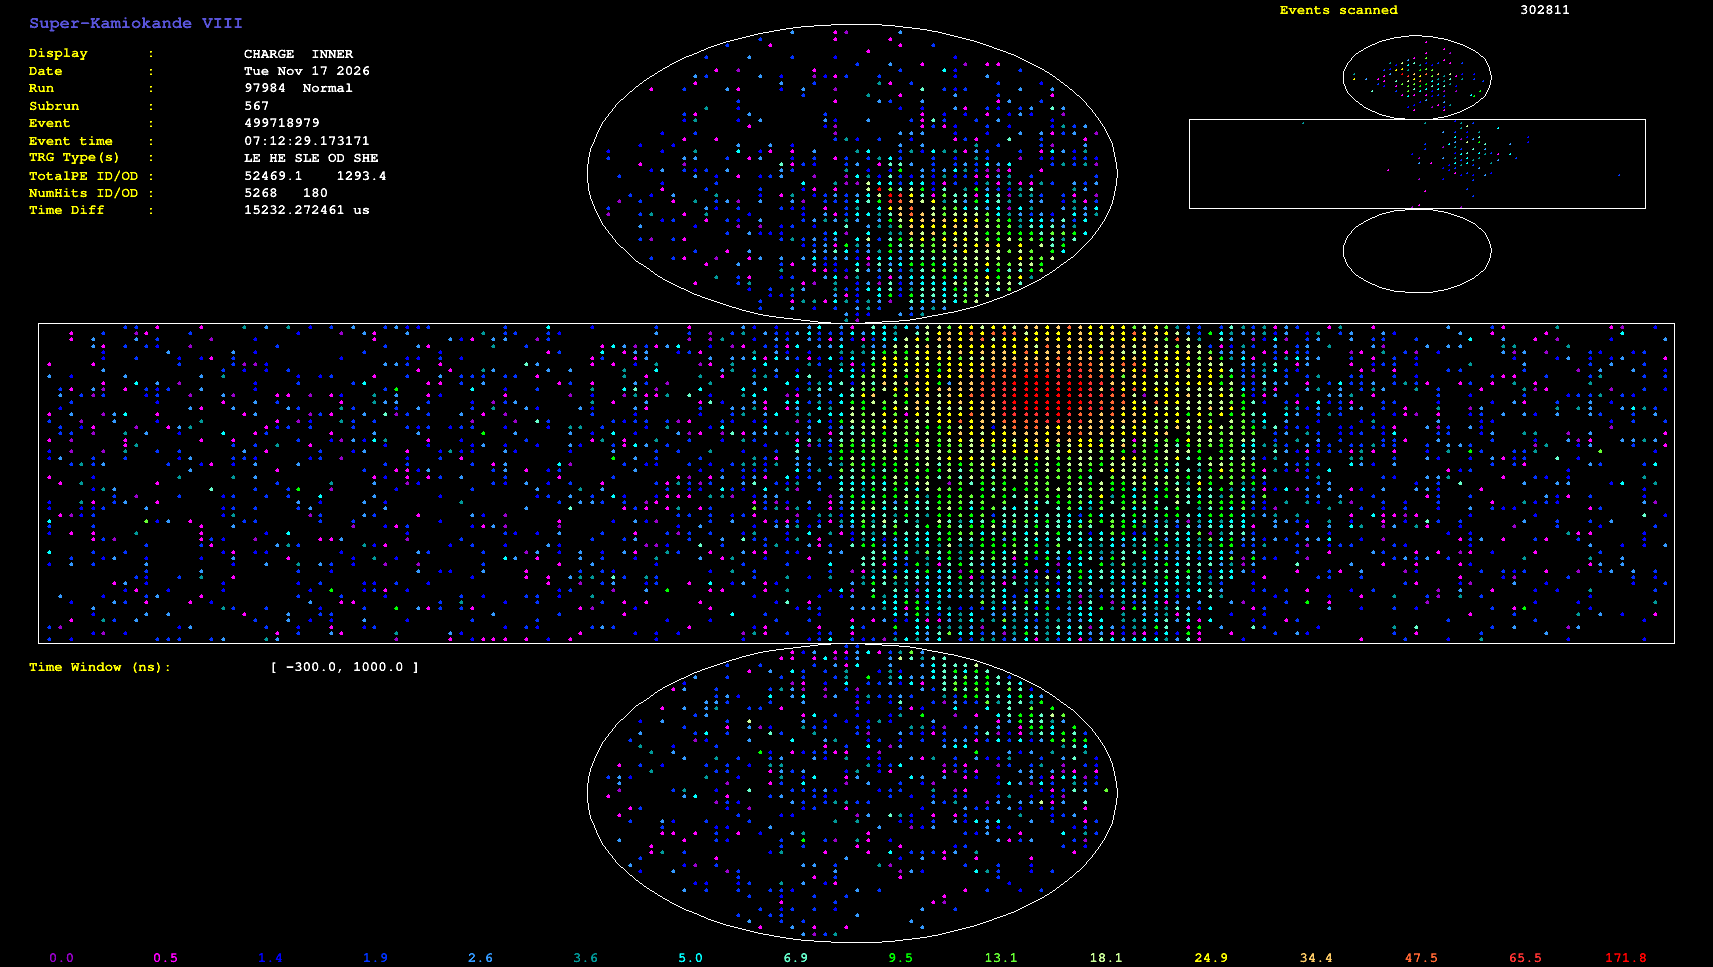 Super-Kamiokande VIII
Events scanned 302811
Display : CHARGE INNER
Date : Tue Nov 17 2026
Run : 97984 Normal
Subrun : 567
Event : 499718979
Event time : 07:12:29.173171
TRG Type(s) : LE HE SLE OD SHE
TotalPE ID/OD : 52469.1 1293.4
NumHits ID/OD : 5268 180
Time Diff : 15232.272461 us
Time Window (ns): [ -300.0, 1000.0 ]
0.0 0.5 1.4 1.9 2.6 3.6 5.0 6.9 9.5 13.1 18.1 24.9 34.4 47.5 65.5 171.8